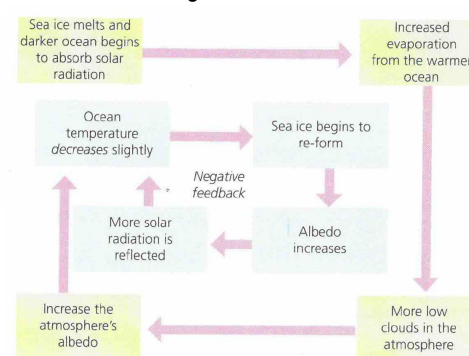 Sea ice melts and
darker ocean begins
to absorb solar
radiation
Increased
evaporation
from the warmer
ocean
Ocean
temperature
decreases slightly
Sea ice begins to
re-form
Negative
feedback
More solar
radiation is
reflected
Albedo
increases
Increase the
atmosphere's
albedo
More low
clouds in the
atmosphere